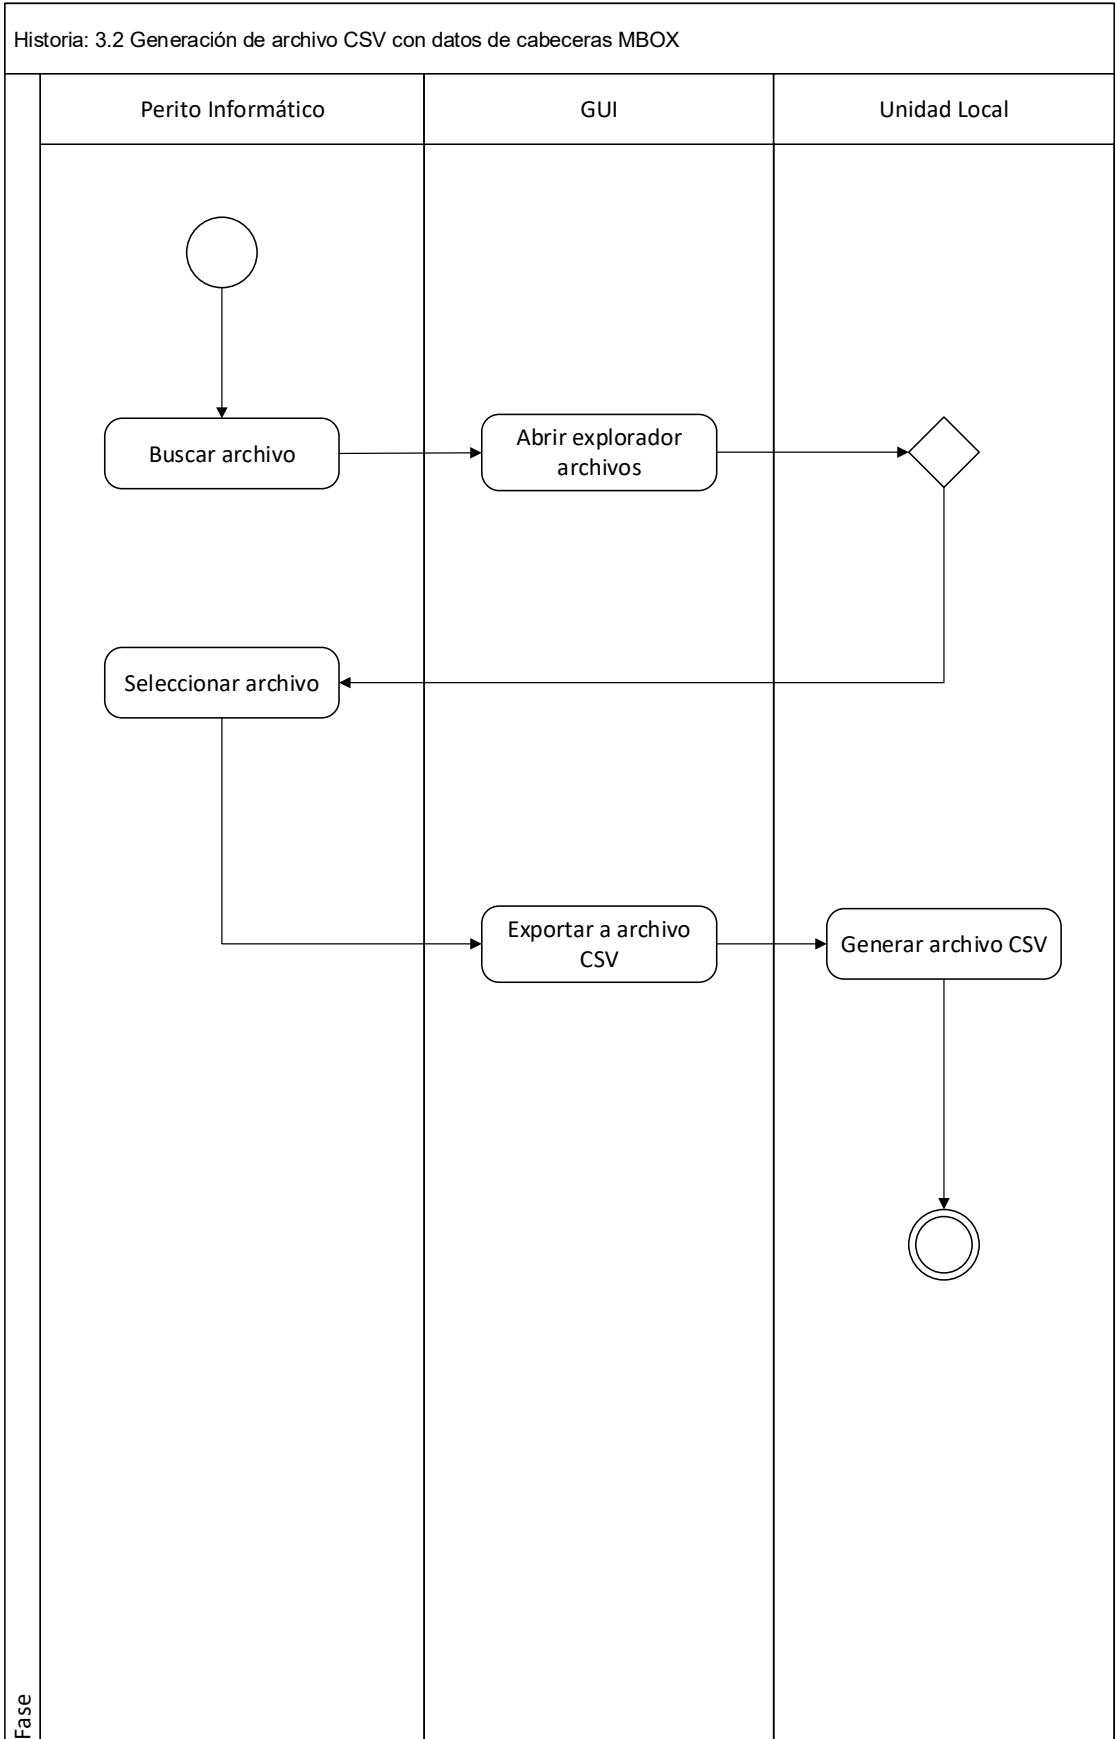 Historia: 3.2 Generación de archivo CSV con datos de cabeceras MBOX
Perito Informático
GUI
Unidad Local
Buscar archivo
Abrir explorador
archivos
Seleccionar archivo
Exportar a archivo
CSV
Generar archivo CSV
Fase